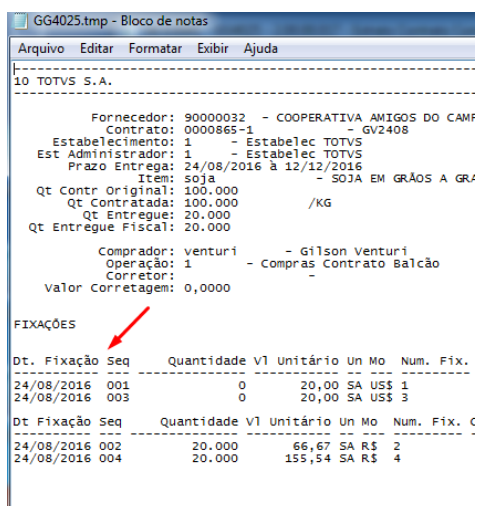 GG4025.tmp - Bloco de notas
Arquivo Editar Formatar Exibir Ajuda
10 TOTVS S.A.
Fornecedor: 90000032 - COOPERATIVA AMIGOS DO CAMP
Contrato: 0000865-1 - GV2408
Estabelecimento: 1 - Estabelec TOTVS
Est Administrador: 1 - Estabelec TOTVS
Prazo Entrega: 24/08/2016 à 12/12/2016
Item: soja - SOJA EM GRÃOS A GRA
Qt Contr Original: 100.000
Qt Contratada: 100.000 /KG
Qt Entregue: 20.000
Qt Entregue Fiscal: 20.000
Comprador: venturi - Gilson Venturi
Operação: 1 - Compras Contrato Balcão
Corretor: -
Valor Corretagem: 0,0000
FIXAÇÕES
Dt. Fixação Seq Quantidade Vl Unitário Un Mo Num. Fix.
24/08/2016 001 0 20,00 SA US$ 1
24/08/2016 003 0 20,00 SA US$ 3
Dt Fixação Seq Quantidade Vl Unitário Un Mo Num. Fix. C
24/08/2016 002 20.000 66,67 SA R$ 2
24/08/2016 004 20.000 155,54 SA R$ 4